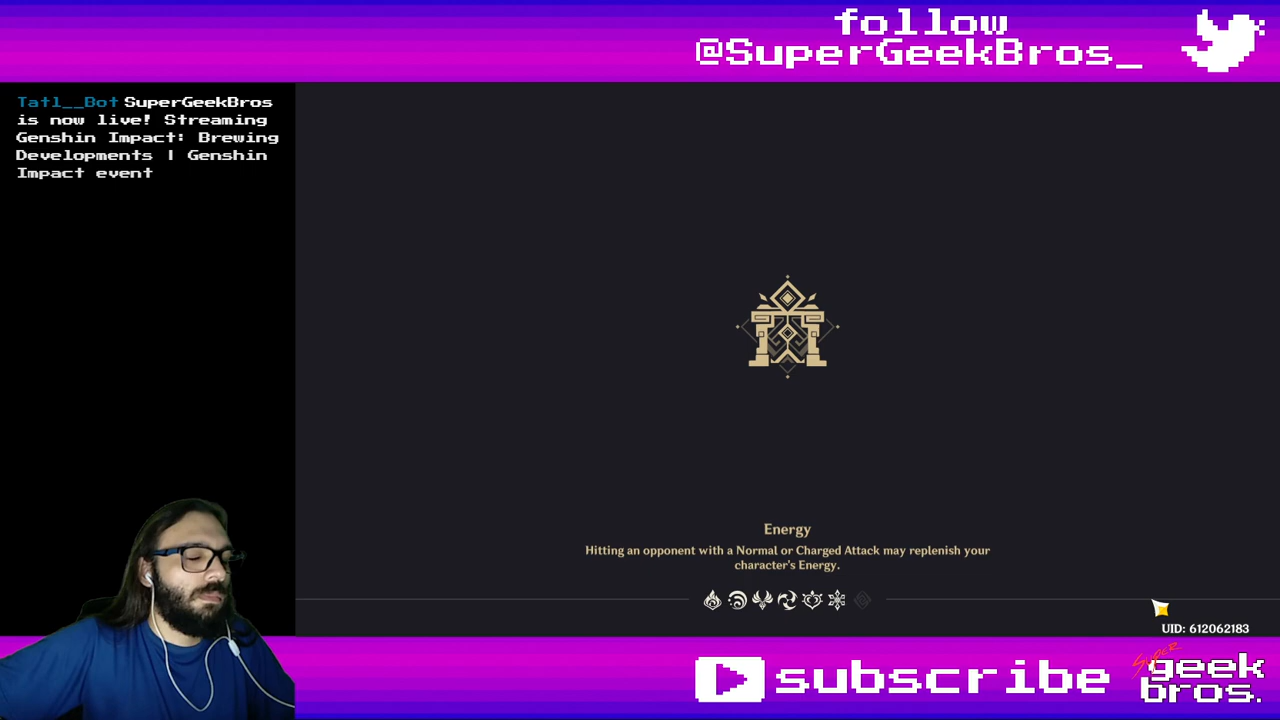 follow
@SuperGeekBros_
Tatl__Bot SuperGeekBros
is now live! Streaming
Genshin Impact: Brewing
Developments | Genshin
Impact event
Energy
Hitting an opponent with a Normal or Charged Attack may replenish your
character's Energy.
UID: 612062183
subscribe
SUPER
geek
bros.